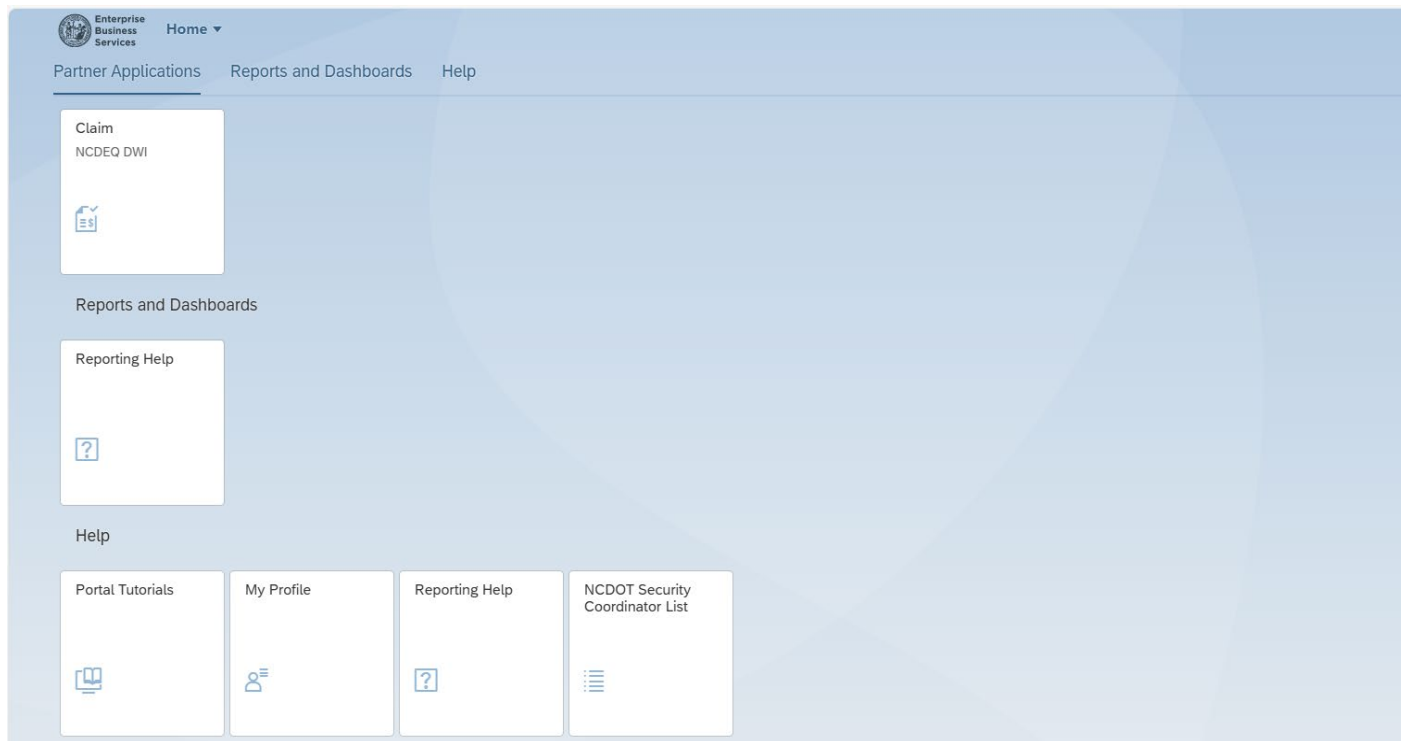 Enterprise
Business
Services
Home
Partner Applications Reports and Dashboards Help
Claim
NCDEQ DWI
Reports and Dashboards
Reporting Help
Help
Portal Tutorials
My Profile
Reporting Help
NCDOT Security
Coordinator List